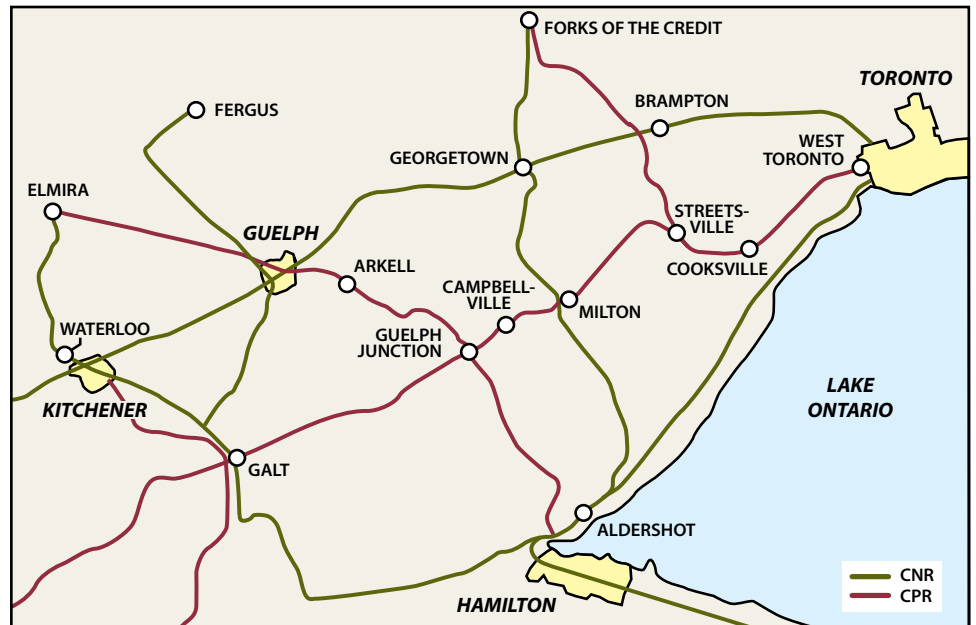 FORKS OF THE CREDIT
TORONTO
FERGUS
BRAMPTON
WEST
TORONTO
GEORGETOWN
ELMIRA
GUELPH
STREETS-
VILLE
ARKELL
COOKSVILLE
CAMPBELL-
VILLE
MILTON
WATERLOO
GUELPH
JUNCTION
KITCHENER
LAKE
ONTARIO
GALT
ALDERSHOT
HAMILTON
CNR
CPR